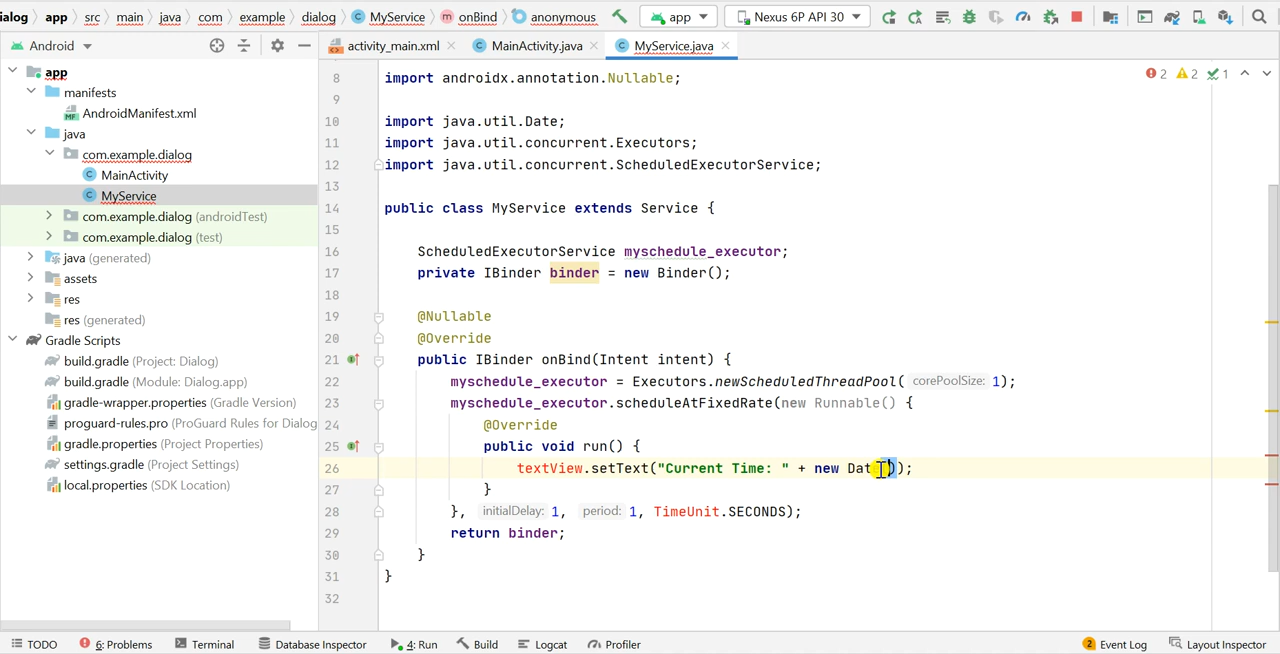 ialog › app › src › main › java › com › example › dialog › MyService › onBind › anonymous app Nexus 6P API 30
Android activity_main.xml MainActivity.java MyService.java
app
manifests
AndroidManifest.xml
java
com.example.dialog
MainActivity
MyService
com.example.dialog (androidTest)
com.example.dialog (test)
java (generated)
assets
res
res (generated)
Gradle Scripts
build.gradle (Project: Dialog)
build.gradle (Module: Dialog.app)
gradle-wrapper.properties (Gradle Version)
proguard-rules.pro (ProGuard Rules for Dialog
gradle.properties (Project Properties)
settings.gradle (Project Settings)
local.properties (SDK Location)
2 2 1
8 import androidx.annotation.Nullable;
9
10 import java.util.Date;
11 import java.util.concurrent.Executors;
12 import java.util.concurrent.ScheduledExecutorService;
13
14 public class MyService extends Service {
15
16 ScheduledExecutorService myschedule_executor;
17 private IBinder binder = new Binder();
18
19 @Nullable
20 @Override
21 public IBinder onBind(Intent intent) {
22 myschedule_executor = Executors.newScheduledThreadPool( corePoolSize: 1);
23 myschedule_executor.scheduleAtFixedRate(new Runnable() {
24 @Override
25 public void run() {
26 textView.setText("Current Time: " + new Date());
27 }
28 }, initialDelay: 1, period: 1, TimeUnit.SECONDS);
29 return binder;
30 }
31 }
32
TODO 6: Problems Terminal Database Inspector 4: Run Build Logcat Profiler 2 Event Log Layout Inspector